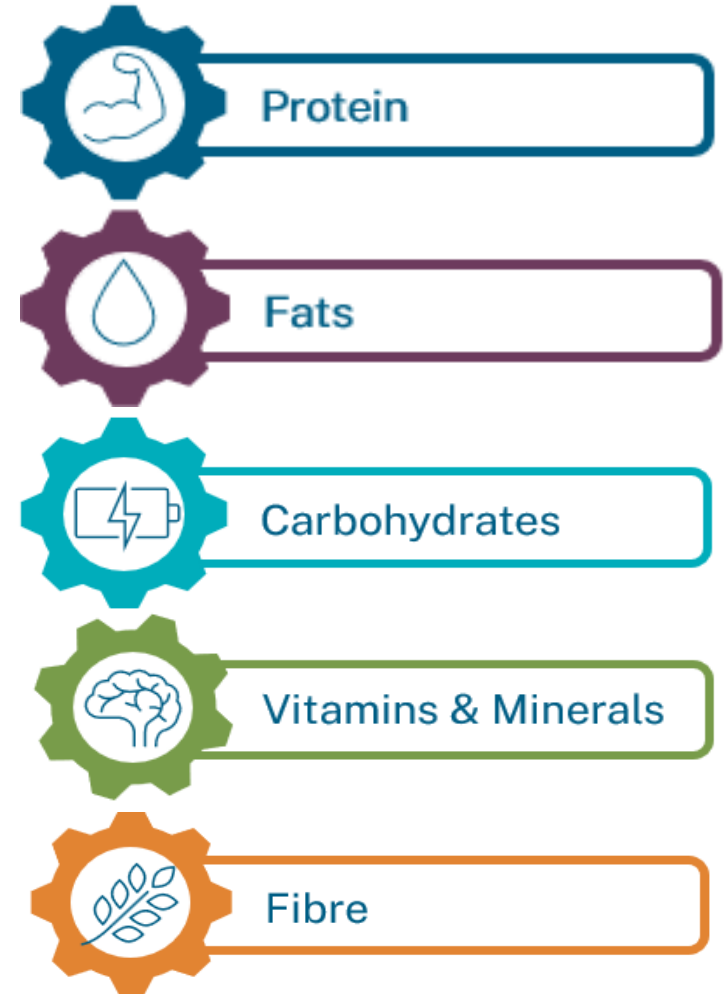 Protein
Fats
Carbohydrates
Vitamins & Minerals
Fibre